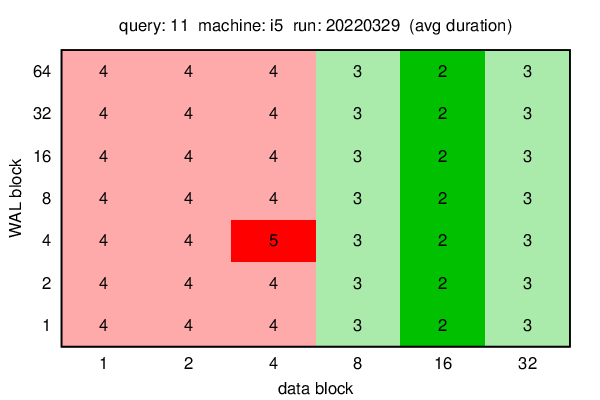 query: 11 machine: i5 run: 20220329 (avg duration)
64 4 4 4 3 2 3
32 4 4 4 3 2 3
16 4 4 4 3 2 3
8 4 4 4 3 2 3
4 4 4 5 3 2 3
2 4 4 4 3 2 3
1 4 4 4 3 2 3
WAL block
1 2 4 8 16 32
data block